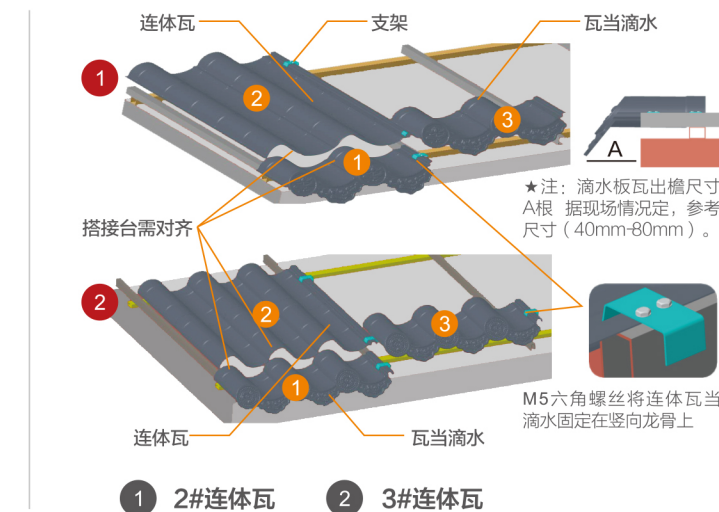 连体瓦 支架 瓦当滴水
1
2
3
1
A
★注：滴水板瓦出檐尺寸
A根 据现场情况定，参考
尺寸（40mm-80mm）。
搭接台需对齐
2
2
3
1
M5六角螺丝将连体瓦当
滴水固定在竖向龙骨上
连体瓦 瓦当滴水
1 2#连体瓦 2 3#连体瓦